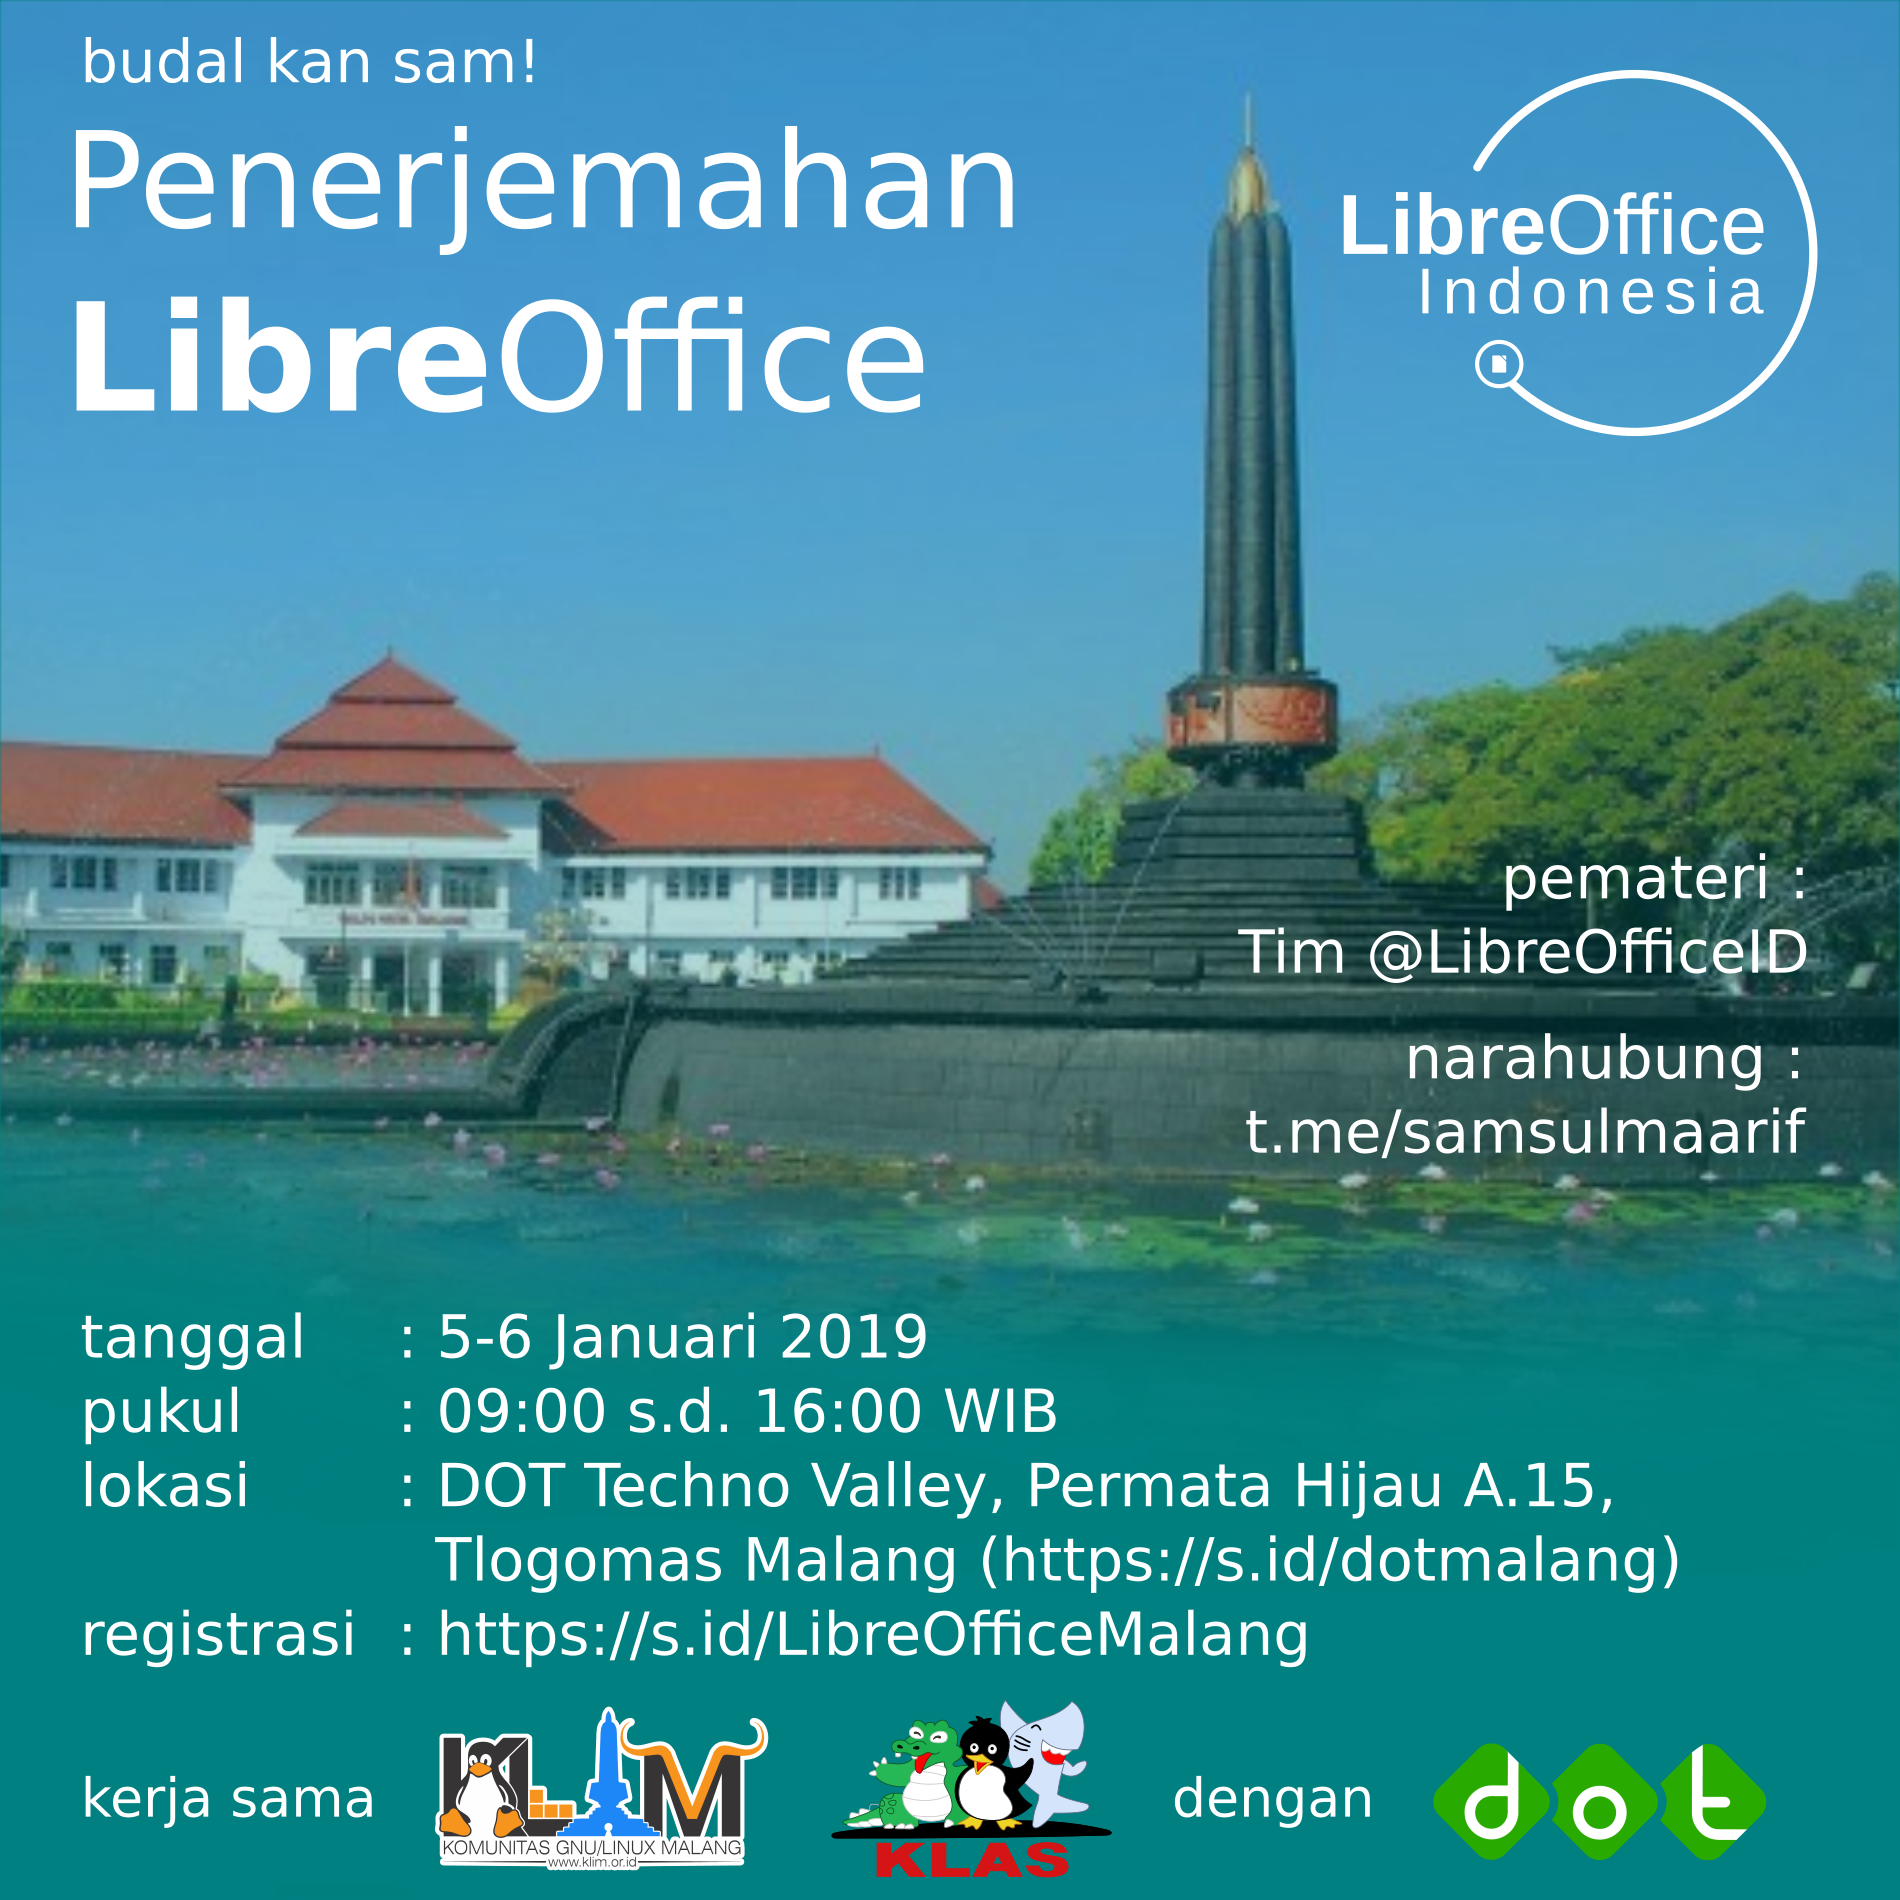 budal kan sam!
Penerjemahan
LibreOffice
LibreOffice
Indonesia
pemateri :
Tim @LibreOfficeID
narahubung :
t.me/samsulmaarif
tanggal : 5-6 Januari 2019
pukul : 09:00 s.d. 16:00 WIB
lokasi : DOT Techno Valley, Permata Hijau A.15,
Tlogomas Malang (https://s.id/dotmalang)
registrasi : https://s.id/LibreOfficeMalang
kerja sama
KLiM
KOMUNITAS GNU/LINUX MALANG
www.klim.or.id
KLAS
dengan
dot